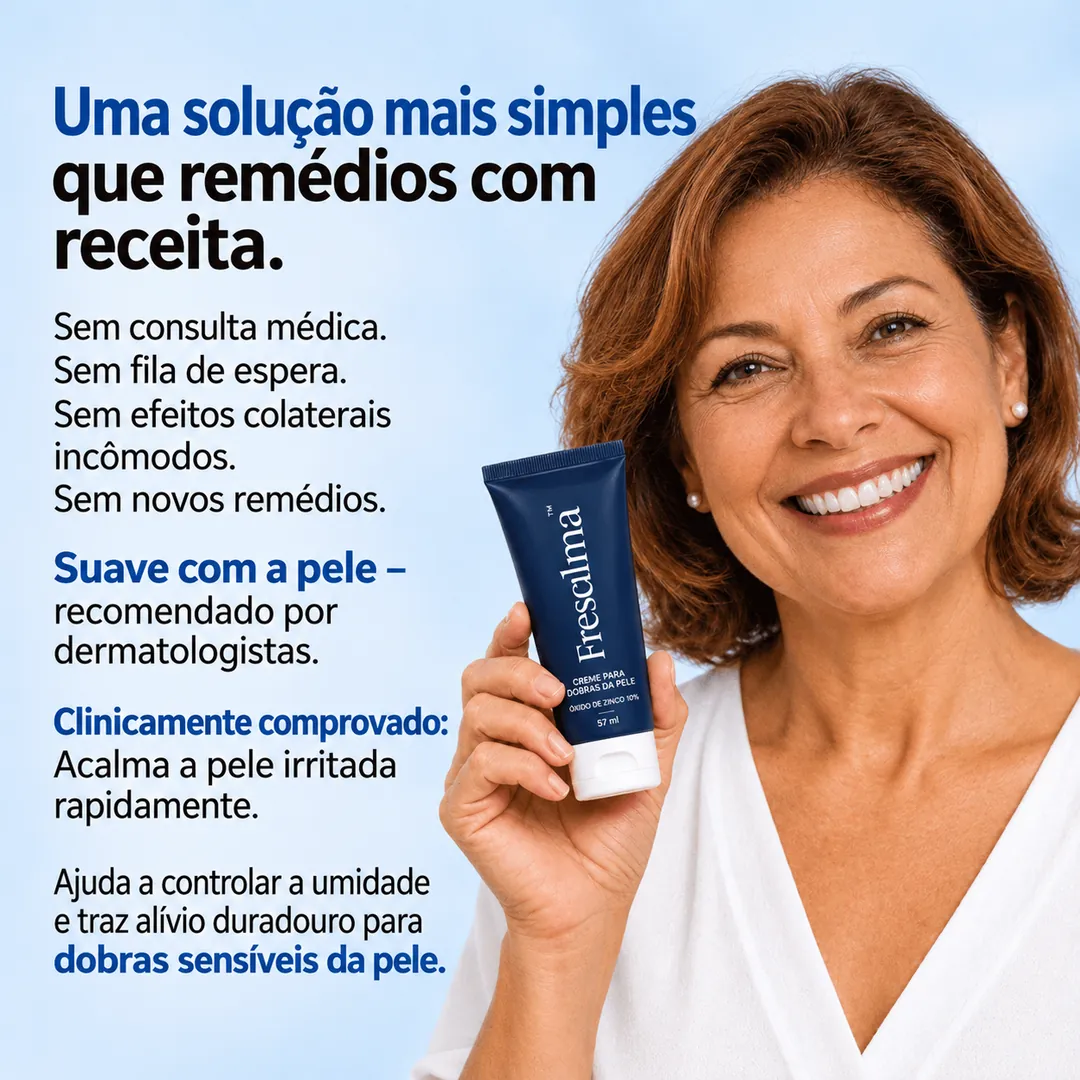 Uma solução mais simples
que remédios com
receita.
Sem consulta médica.
Sem fila de espera.
Sem efeitos colaterais
incômodos.
Sem novos remédios.
Suave com a pele –
recomendado por
dermatologistas.
Clinicamente comprovado:
Acalma a pele irritada
rapidamente.
Ajuda a controlar a umidade
e traz alívio duradouro para
dobras sensíveis da pele.
Frescalma™
CREME PARA
DOBRAS DA PELE
ÓXIDO DE ZINCO 10%
57 ml